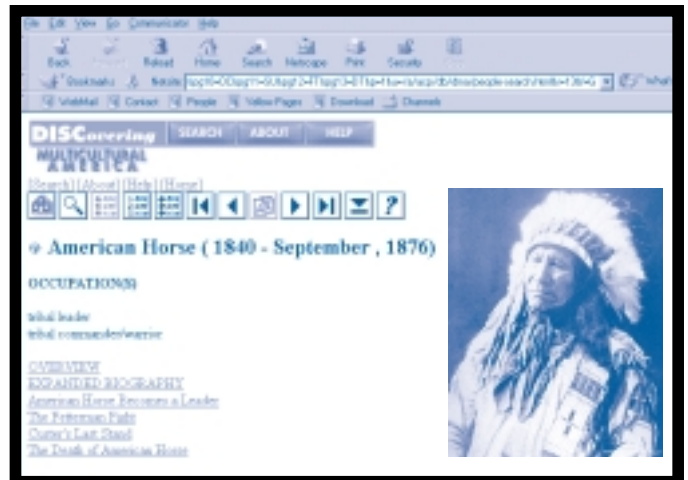 File Edit View Go Communicator Help
Back Reload Home Search Netscape Print Security
Bookmarks Netsite
WebMail Contact People Yellow Pages Download Channels
DISCovering SEARCH ABOUT HELP
MULTICULTURAL
AMERICA
[Search] [About] [Help] [Home]
?
American Horse ( 1840 - September , 1876)
OCCUPATION(S)
tribal leader
tribal commander/warrior
OVERVIEW
EXPANDED BIOGRAPHY
American Horse Becomes a Leader
The Fetterman Fight
Custer's Last Stand
The Death of American Horse